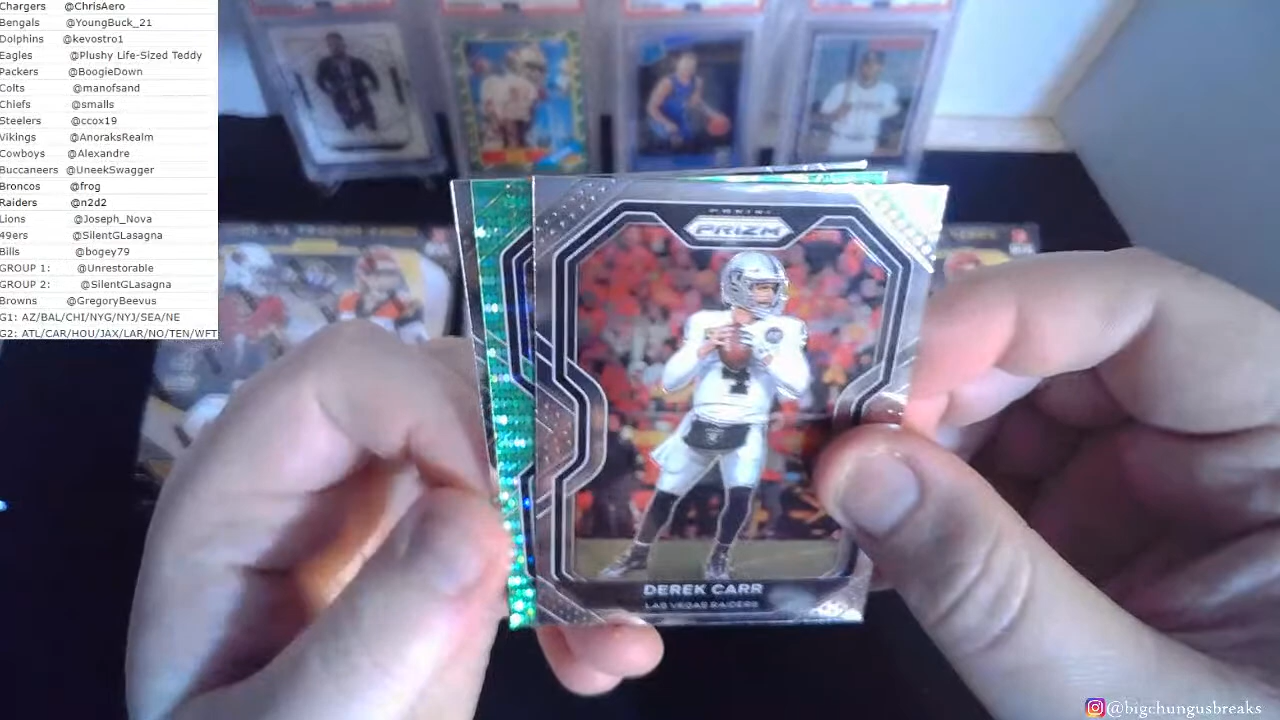 Chargers @ChrisAero
Bengals @YoungBuck_21
Dolphins @kevostro1
Eagles @Plushy Life-Sized Teddy
Packers @BoogieDown
Colts @manofsand
Chiefs @smalls
Steelers @ccox19
Vikings @AnoraksRealm
Cowboys @Alexandre
Buccaneers @UneekSwagger
Broncos @frog
Raiders @n2d2
Lions @Joseph_Nova
49ers @SilentGLasagna
Bills @bogey79
GROUP 1: @Unrestorable
GROUP 2: @SilentGLasagna
Browns @GregoryBeevus
G1: AZ/BAL/CHI/NYG/NYJ/SEA/NE
G2: ATL/CAR/HOU/JAX/LAR/NO/TEN/WFT
PANINI
PRIZM
4
DEREK CARR
LAS VEGAS RAIDERS
@bigchungusbreaks